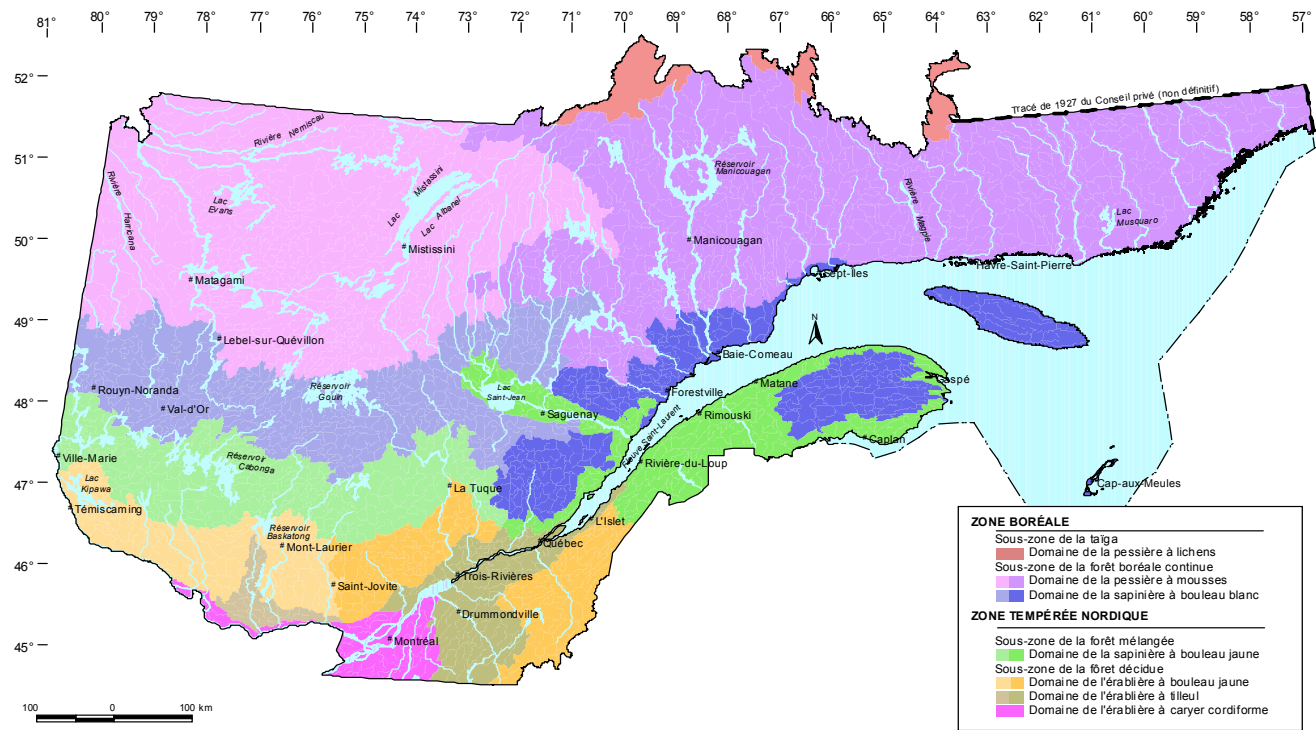 81° 80° 79° 78° 77° 76° 75° 74° 73° 72° 71° 70° 69° 68° 67° 66° 65° 64° 63° 62° 61° 60° 59° 58° 57°
52°
51°
50°
49°
48°
47°
46°
45°
Tracé de 1927 du Conseil privé (non définitif)
Rivière Nemiscau
Rivière Harricana
Lac
Evans
Lac Mistassini
Lac Albanel
Mistissini
Matagami
Réservoir
Manicouagan
Manicouagan
Rivière Magpie
Lac
Muscuaro
Sept-Îles
Havre-Saint-Pierre
Lebel-sur-Quévillon
N
Baie-Comeau
Rouyn-Noranda
Val-d'Or
Réservoir
Gouin
Lac
Saint-Jean
Saguenay
Forestville
Matane
Gaspé
Rimouski
Caplan
Fleuve Saint-Laurent
Ville-Marie
Réservoir
Cabonga
Rivière-du-Loup
Lac
Kipawa
Témiscaming
La Tuque
Cap-aux-Meules
L'Islet
Réservoir
Baskatong
Mont-Laurier
Québec
Saint-Jovite
Trois-Rivières
Drummondville
Montréal
100 0 100 km
ZONE BORÉALE
Sous-zone de la taïga
Domaine de la pessière à lichens
Sous-zone de la forêt boréale continue
Domaine de la pessière à mousses
Domaine de la sapinière à bouleau blanc
ZONE TEMPÉRÉE NORDIQUE
Sous-zone de la forêt mélangée
Domaine de la sapinière à bouleau jaune
Sous-zone de la fôret décidue
Domaine de l'érablière à bouleau jaune
Domaine de l'érablière à tilleul
Domaine de l'érablière à caryer cordiforme